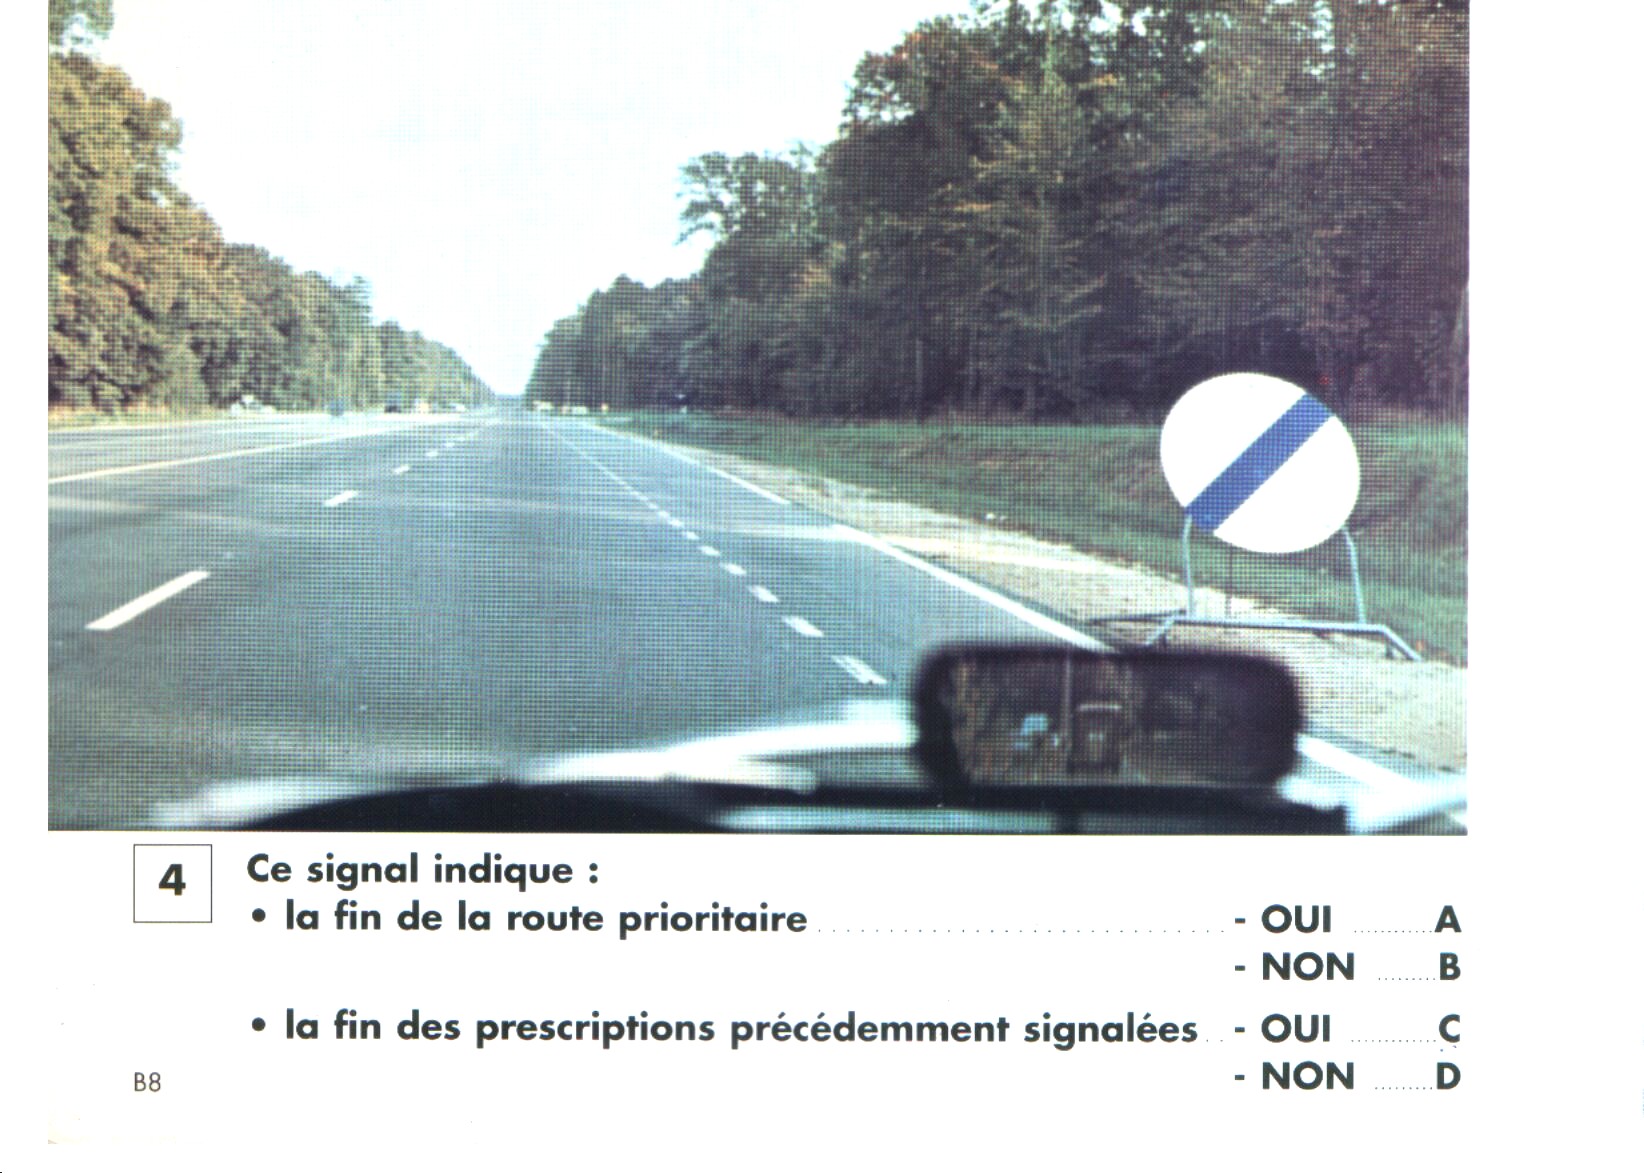 4 Ce signal indique :
• la fin de la route prioritaire - OUI A
- NON B
• la fin des prescriptions précédemment signalées - OUI C
- NON D
B8